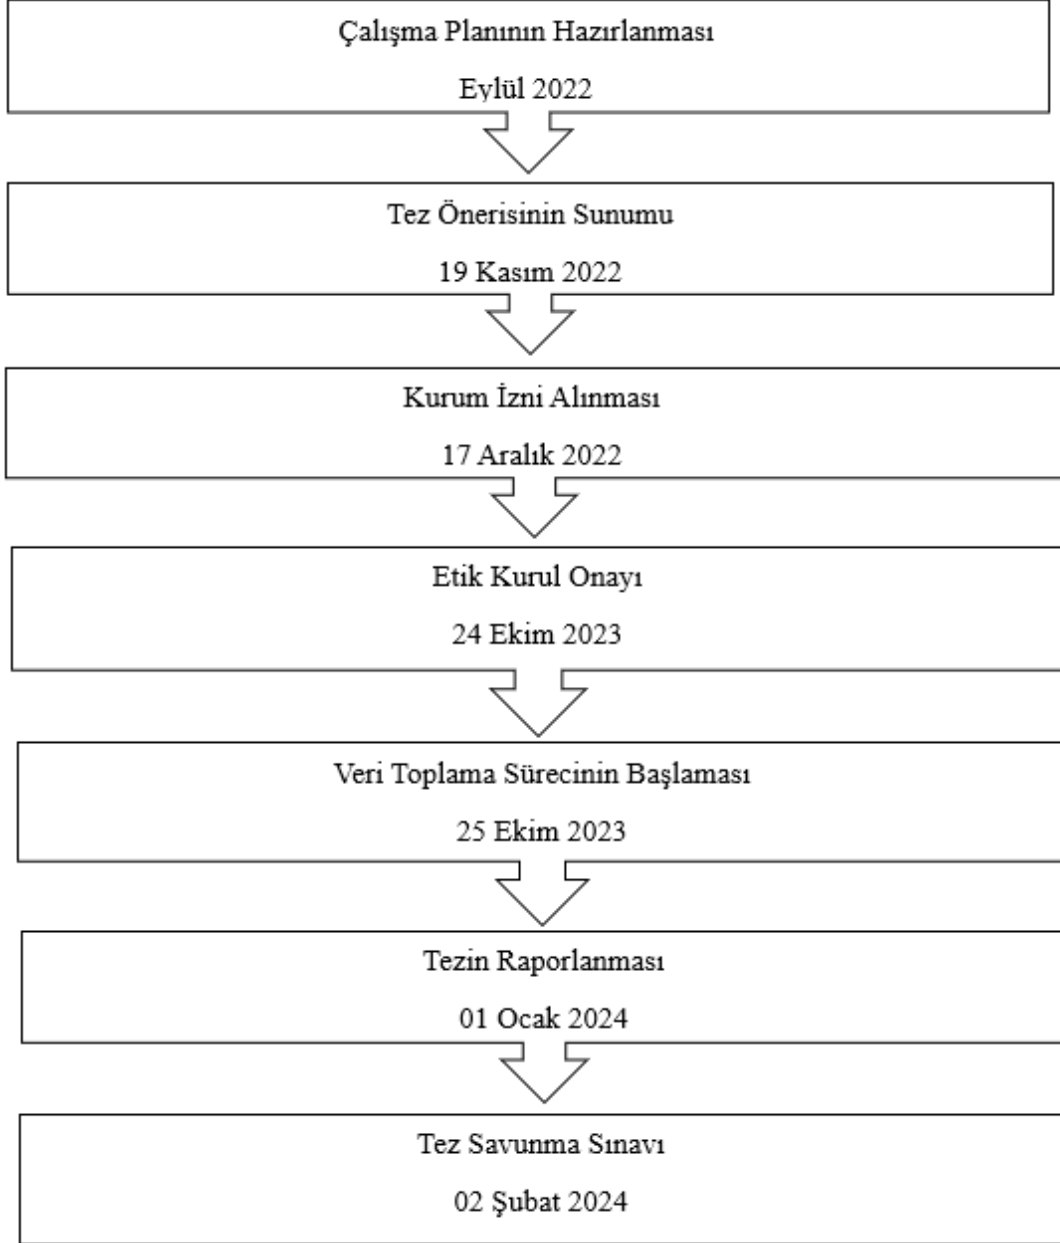 Çalışma Planının Hazırlanması
Eylül 2022
Tez Önerisinin Sunumu
19 Kasım 2022
Kurum İzni Alınması
17 Aralık 2022
Etik Kurul Onayı
24 Ekim 2023
Veri Toplama Sürecinin Başlaması
25 Ekim 2023
Tezin Raporlanması
01 Ocak 2024
Tez Savunma Sınavı
02 Şubat 2024